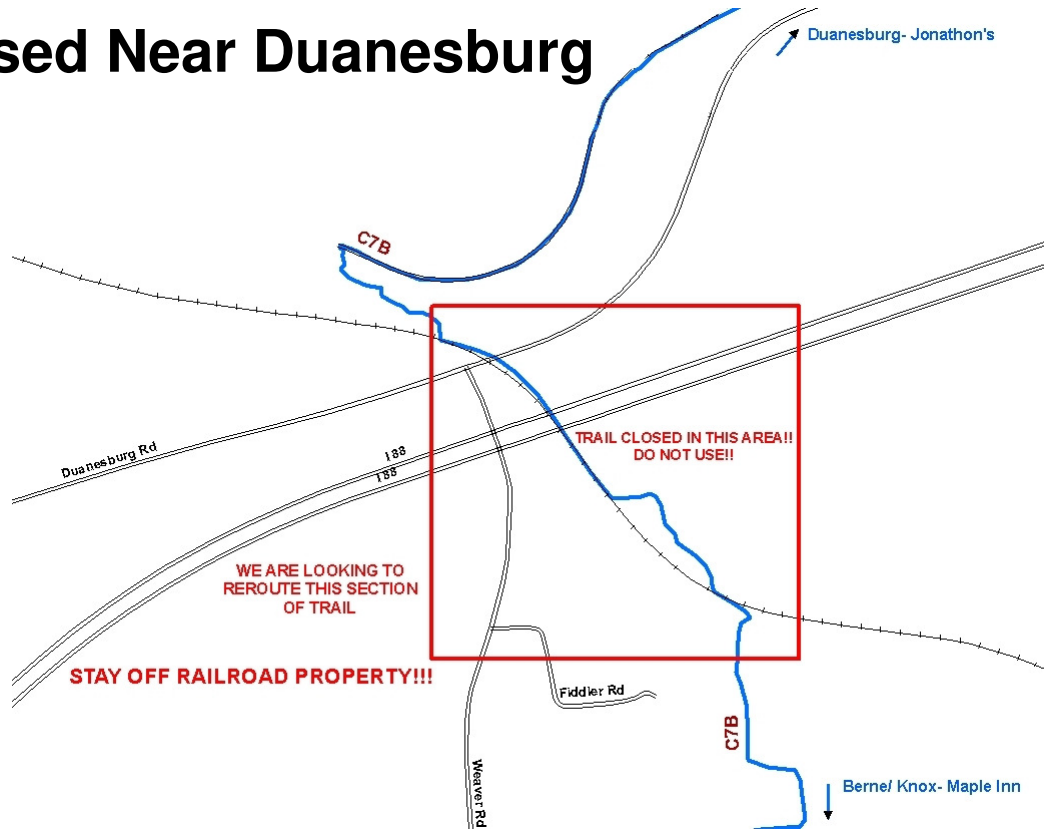 sed Near Duanesburg
Duanesburg- Jonathon's
C7B
TRAIL CLOSED IN THIS AREA!!
DO NOT USE!!
Duanesburg Rd
188
188
WE ARE LOOKING TO
REROUTE THIS SECTION
OF TRAIL
STAY OFF RAILROAD PROPERTY!!!
Fiddler Rd
C7B
Weaver Rd
Berne/ Knox- Maple Inn